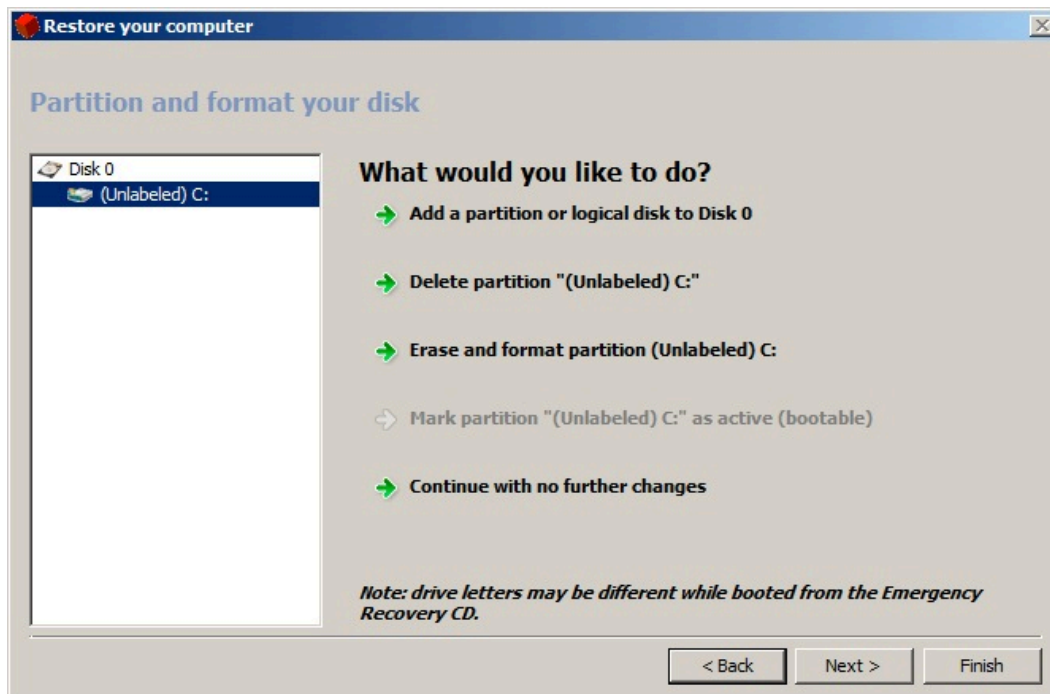 Restore your computer
Partition and format your disk
Disk 0
(Unlabeled) C:
What would you like to do?
Add a partition or logical disk to Disk 0
Delete partition "(Unlabeled) C:"
Erase and format partition (Unlabeled) C:
Mark partition "(Unlabeled) C:" as active (bootable)
Continue with no further changes
Note: drive letters may be different while booted from the Emergency
Recovery CD.
< Back
Next >
Finish